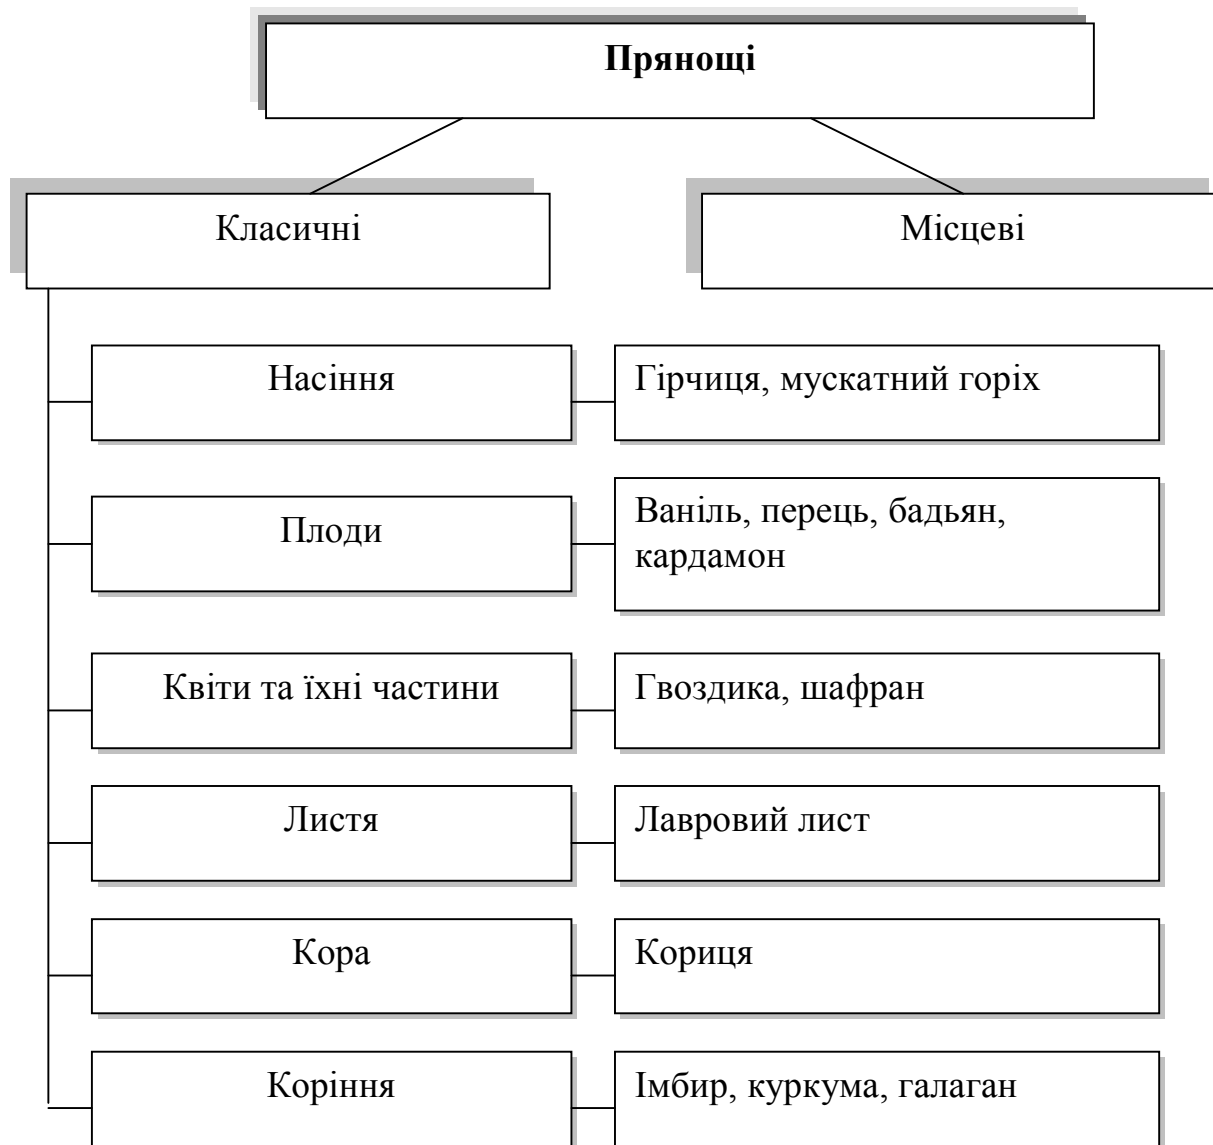 Прянощі
Класичні
Місцеві
Насіння
Гірчиця, мускатний горіх
Плоди
Ваніль, перець, бадьян,
кардамон
Квіти та їхні частини
Гвоздика, шафран
Листя
Лавровий лист
Кора
Кориця
Коріння
Імбир, куркума, галаган